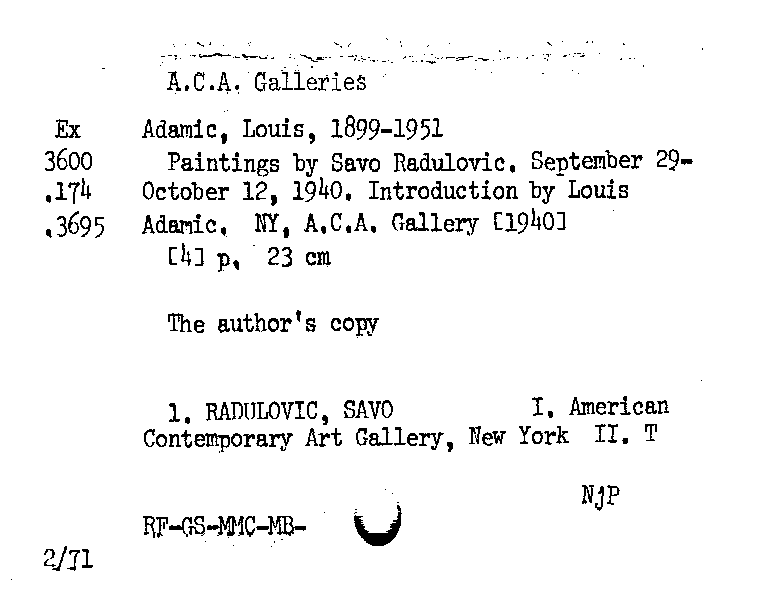 A.C.A. Galleries
Ex Adamic, Louis, 1899-1951
3600 Paintings by Savo Radulovic. September 29-
.174 October 12, 1940. Introduction by Louis
.3695 Adamic. NY, A.C.A. Gallery [1940]
[4] p. 23 cm
The author's copy
1. RADULOVIC, SAVO I. American
Contemporary Art Gallery, New York II. T
NjP
RF-GS-MMC-MB-
2/71